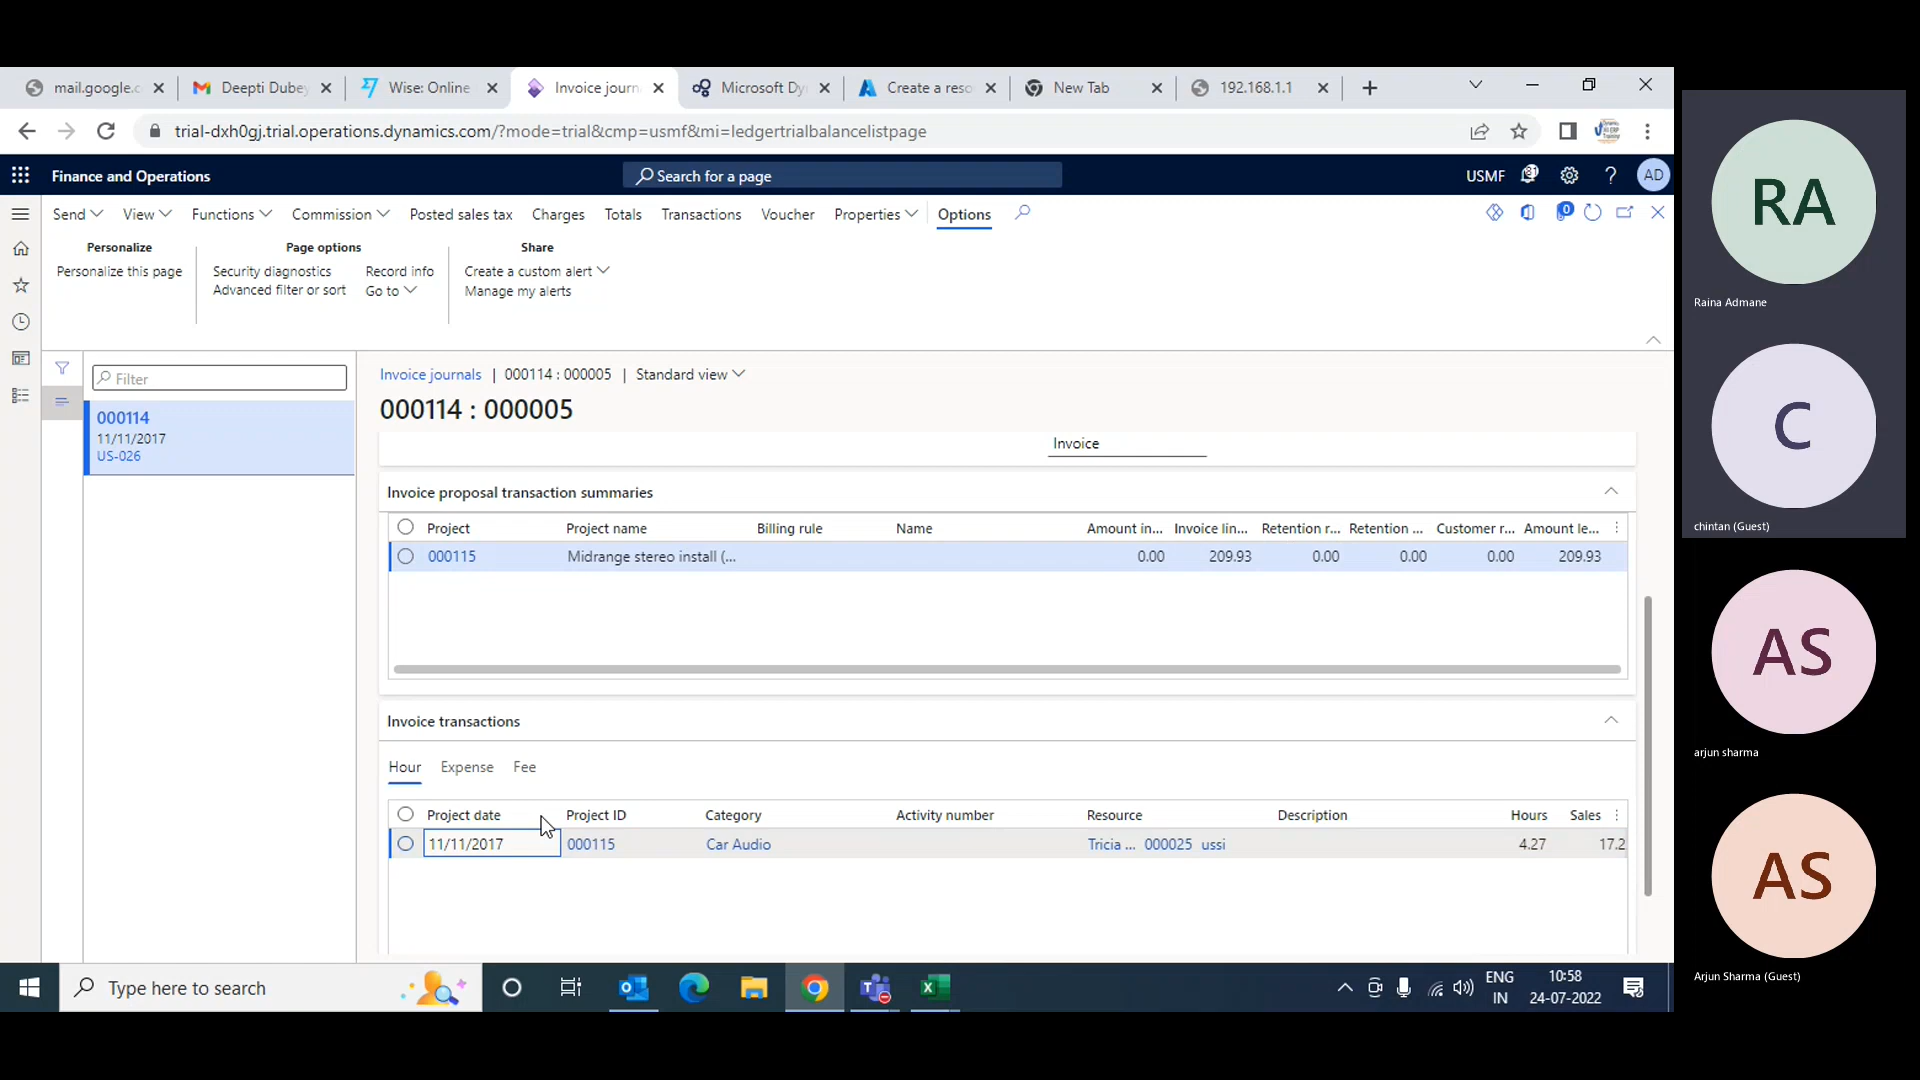 mail.google.c
Deepti Dubey
Wise: Online
Invoice journ
Microsoft Dy
Create a reso
New Tab
192.168.1.1
trial-dxh0gj.trial.operations.dynamics.com/?mode=trial&cmp=usmf&mi=ledgertrialbalancelistpage
Finance and Operations
Search for a page
USMF
?
AD
Send View Functions Commission Posted sales tax Charges Totals Transactions Voucher Properties Options
0
Personalize
Personalize this page
Page options
Security diagnostics
Advanced filter or sort
Record info
Go to
Share
Create a custom alert
Manage my alerts
Filter
000114
11/11/2017
US-026
Invoice journals | 000114 : 000005 | Standard view
000114 : 000005
Invoice
Invoice proposal transaction summaries
Project Project name Billing rule Name Amount in... Invoice lin... Retention r... Retention ... Customer r... Amount le...
000115 Midrange stereo install (... 0.00 209.93 0.00 0.00 0.00 209.93
Invoice transactions
Hour Expense Fee
Project date Project ID Category Activity number Resource Description Hours Sales
11/11/2017 000115 Car Audio Tricia ... 000025 ussi 4.27 17.2
Type here to search
ENG
IN
10:58
24-07-2022
RA
Raina Admane
C
chintan (Guest)
AS
arjun sharma
AS
Arjun Sharma (Guest)